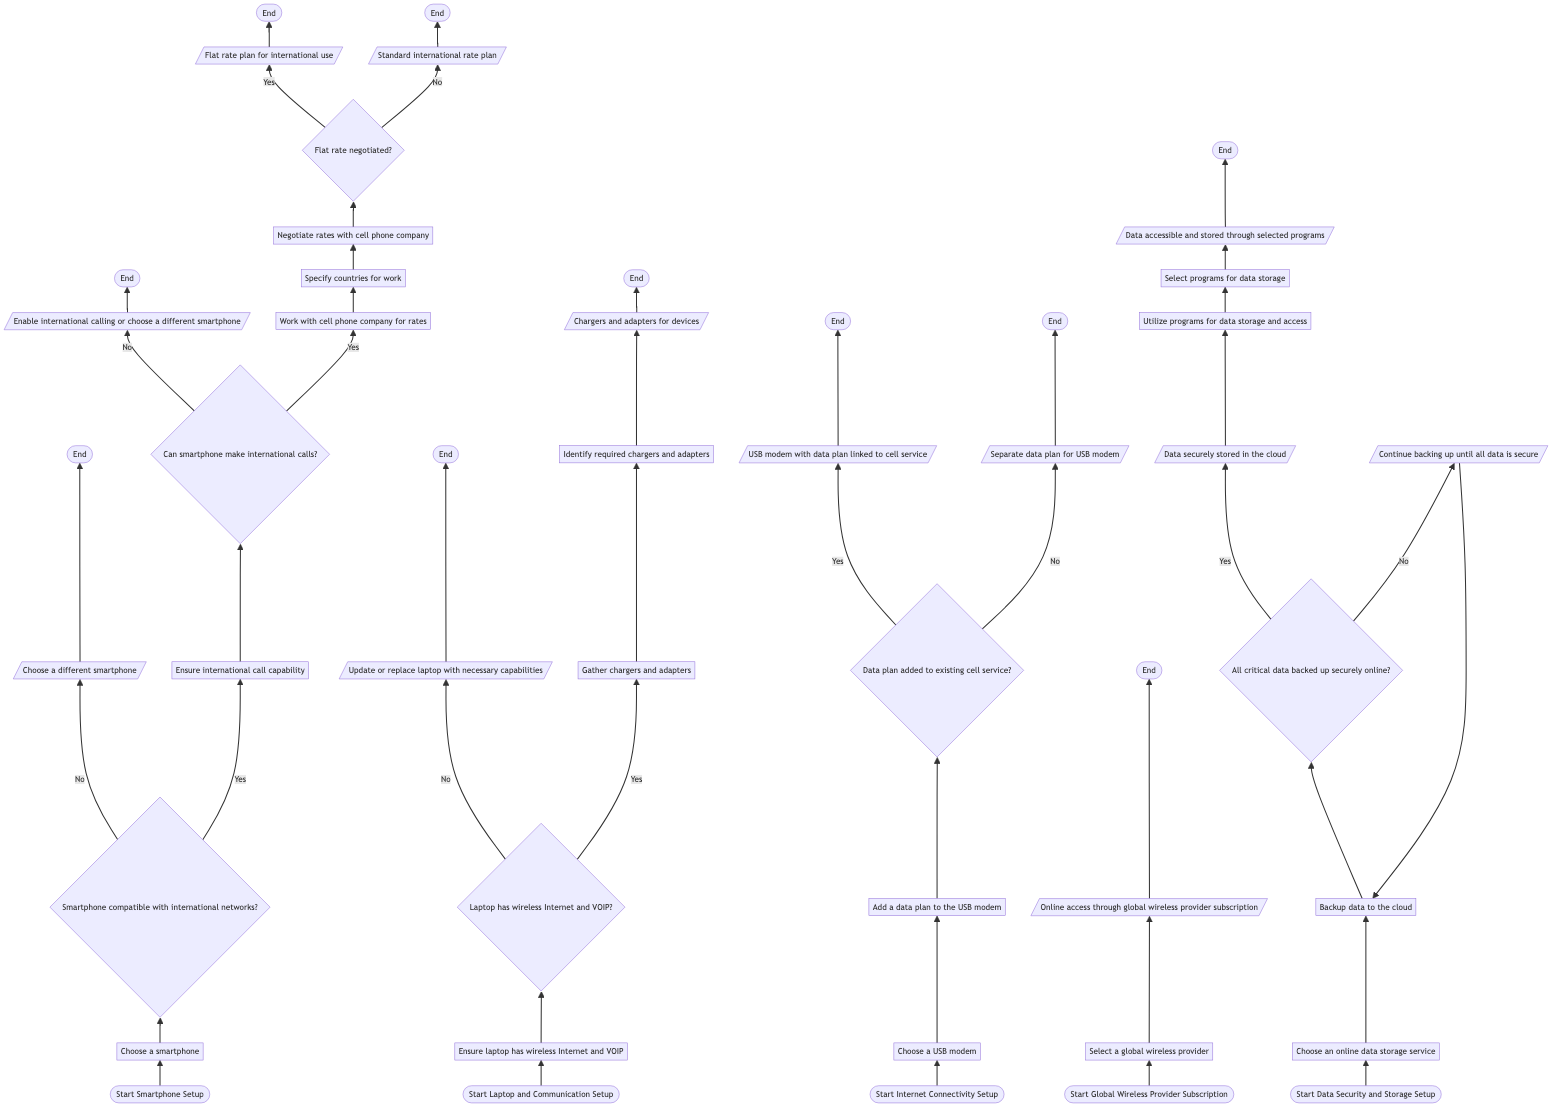 End
End
Flat rate plan for international use
Standard international rate plan
Yes
No
Flat rate negotiated?
End
Negotiate rates with cell phone company
Data accessible and stored through selected programs
End
Specify countries for work
End
Select programs for data storage
Enable international calling or choose a different smartphone
Work with cell phone company for rates
Chargers and adapters for devices
End
End
Utilize programs for data storage and access
No
Yes
End
Can smartphone make international calls?
End
Identify required chargers and adapters
USB modem with data plan linked to cell service
Separate data plan for USB modem
Data securely stored in the cloud
Continue backing up until all data is secure
Yes
No
Yes
No
Choose a different smartphone
Ensure international call capability
Update or replace laptop with necessary capabilities
Gather chargers and adapters
Data plan added to existing cell service?
End
All critical data backed up securely online?
No
Yes
No
Yes
Smartphone compatible with international networks?
Laptop has wireless Internet and VOIP?
Add a data plan to the USB modem
Online access through global wireless provider subscription
Backup data to the cloud
Choose a smartphone
Ensure laptop has wireless Internet and VOIP
Choose a USB modem
Select a global wireless provider
Choose an online data storage service
Start Smartphone Setup
Start Laptop and Communication Setup
Start Internet Connectivity Setup
Start Global Wireless Provider Subscription
Start Data Security and Storage Setup